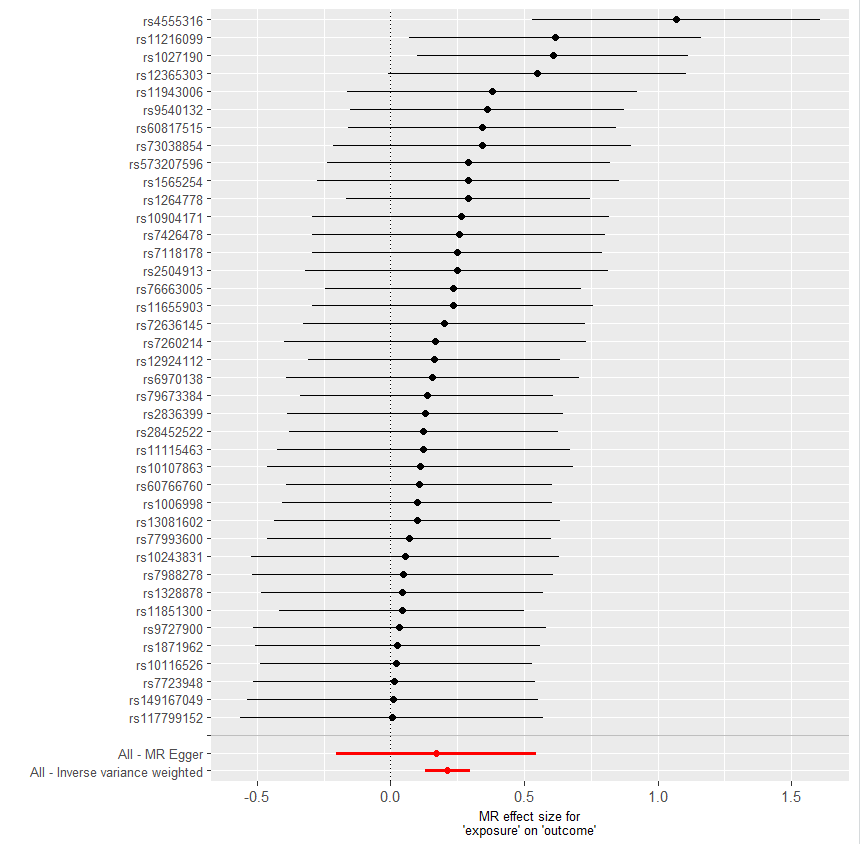 rs4555316
rs11216099
rs1027190
rs12365303
rs11943006
rs9540132
rs60817515
rs73038854
rs573207596
rs1565254
rs1264778
rs10904171
rs7426478
rs7118178
rs2504913
rs76663005
rs11655903
rs72636145
rs7260214
rs12924112
rs6970138
rs79673384
rs2836399
rs28452522
rs11115463
rs10107863
rs60766760
rs1006998
rs13081602
rs77993600
rs10243831
rs7988278
rs1328878
rs11851300
rs9727900
rs1871962
rs10116526
rs7723948
rs149167049
rs117799152
All - MR Egger
All - Inverse variance weighted
-0.5 0.0 0.5 1.0 1.5
MR effect size for
'exposure' on 'outcome'